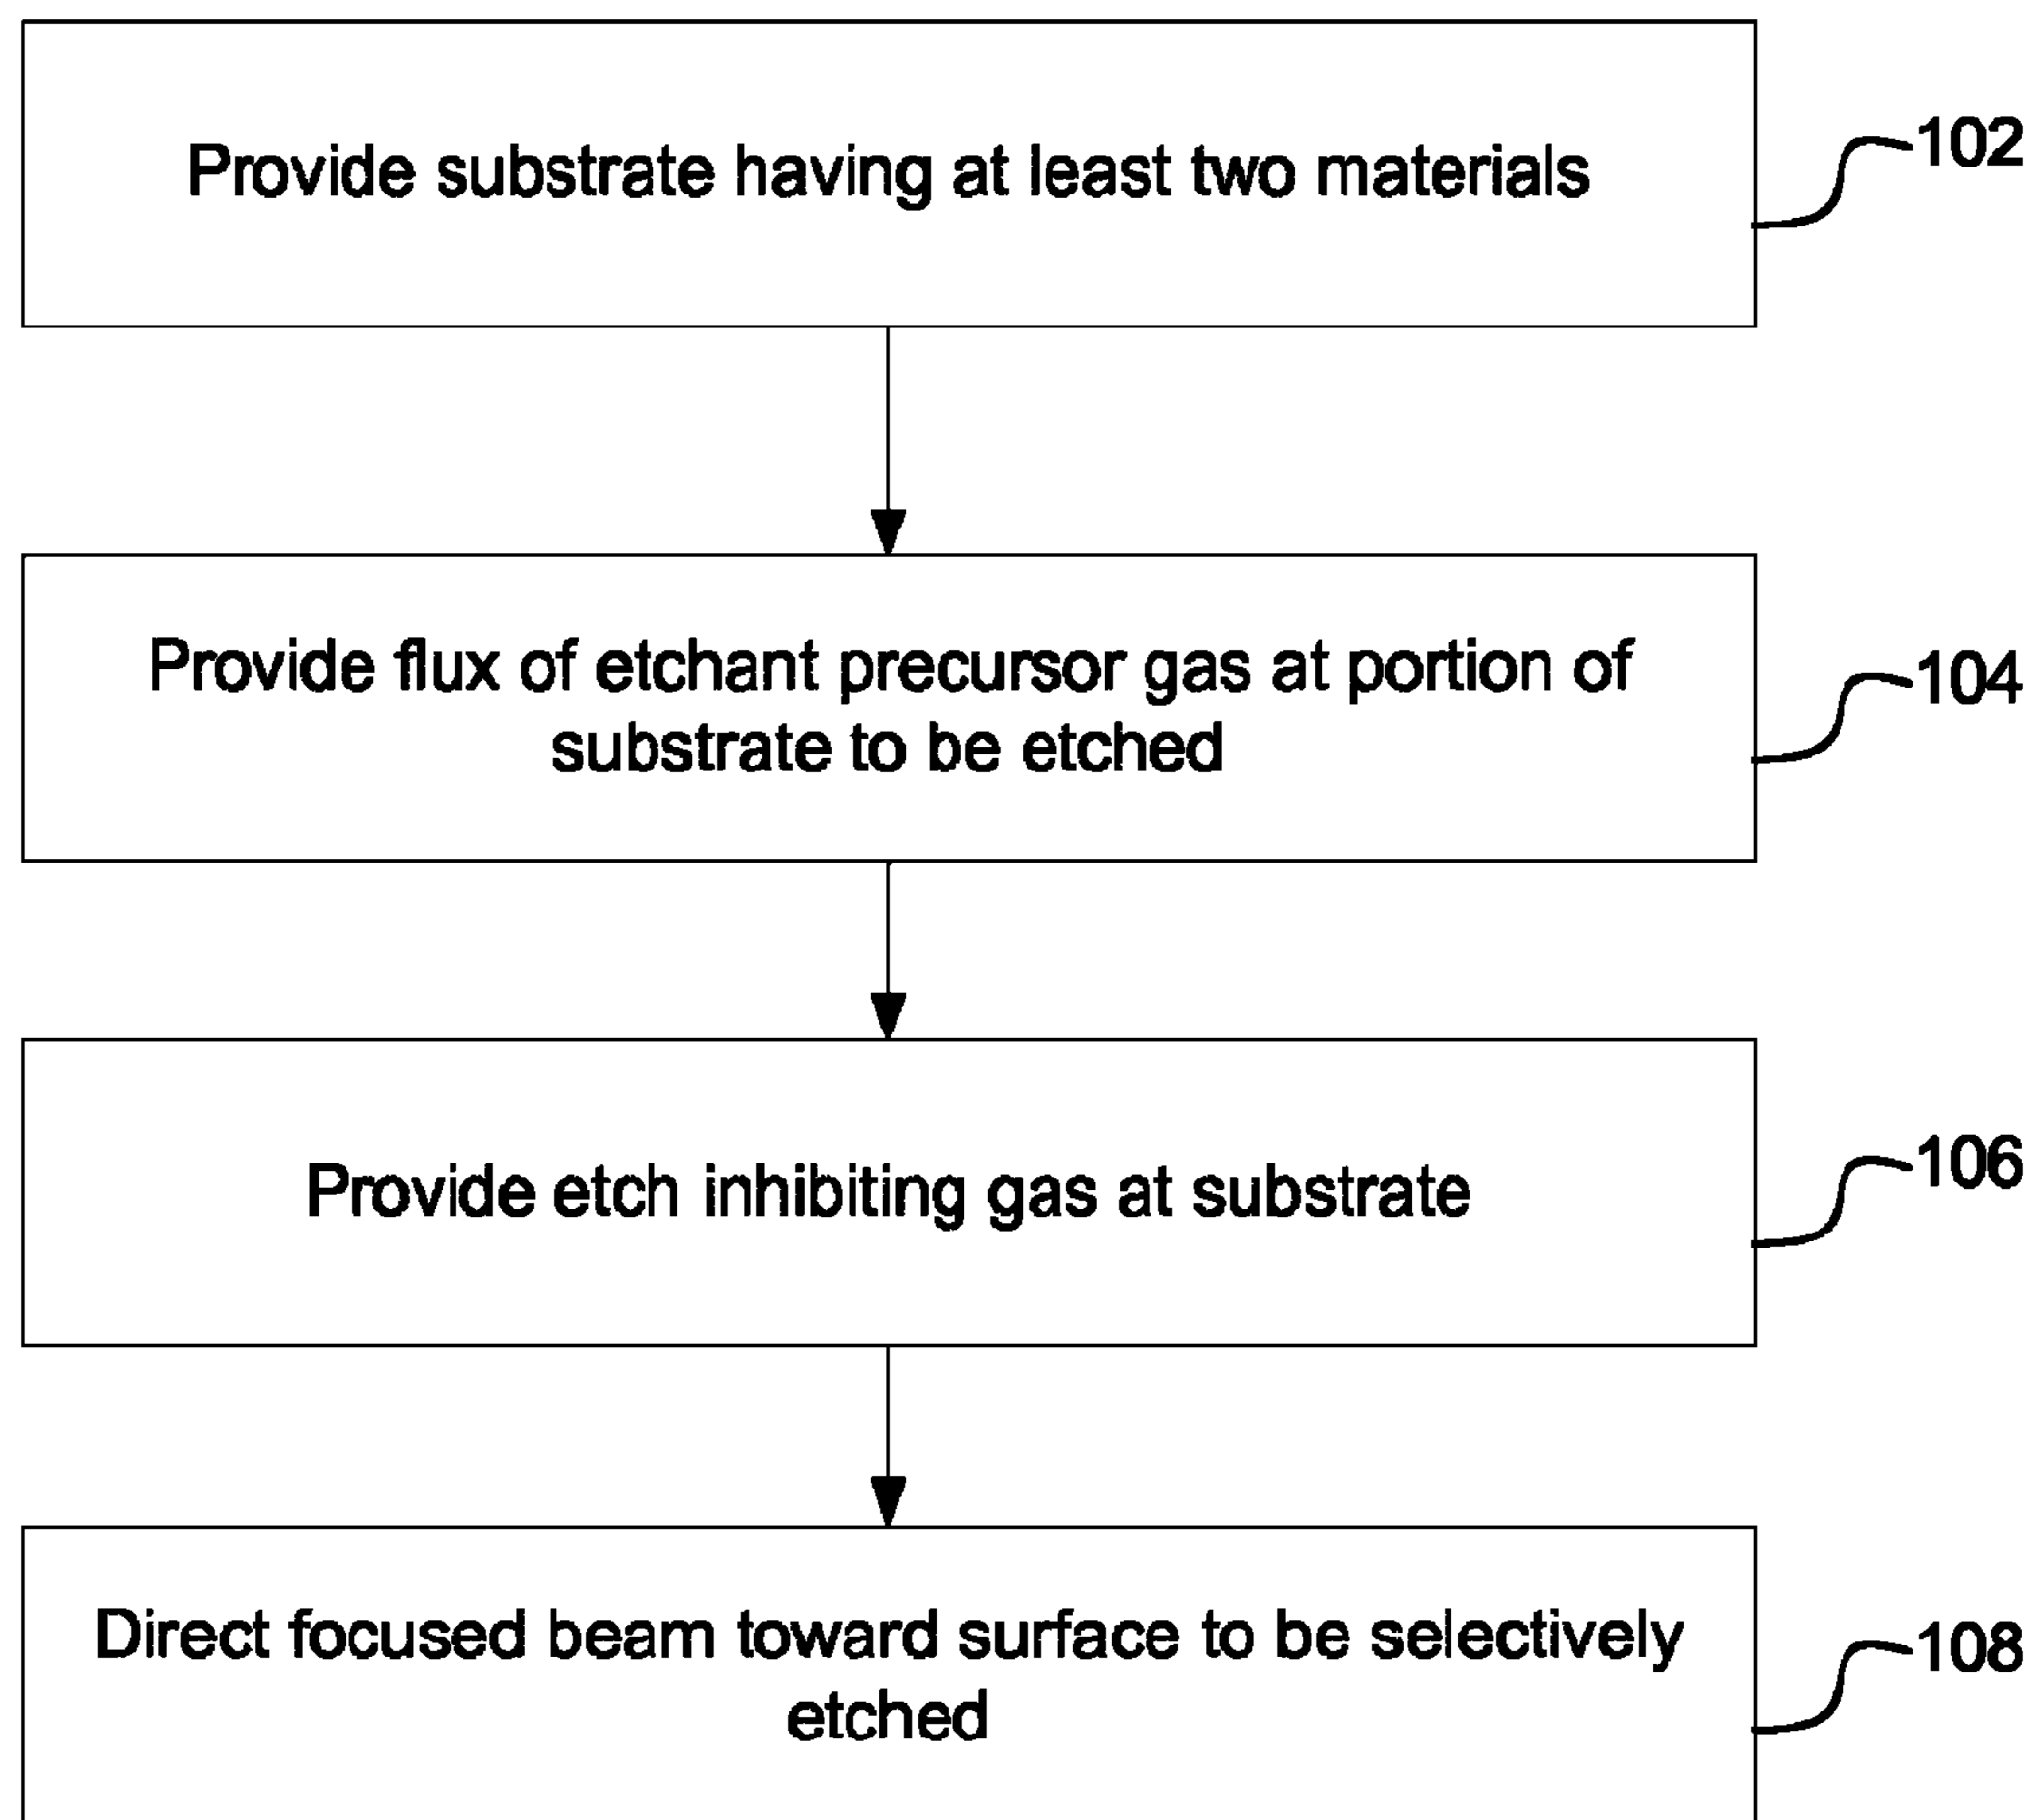 Provide substrate having at least two materials
102
Provide flux of etchant precursor gas at portion of
substrate to be etched
104
Provide etch inhibiting gas at substrate
106
Direct focused beam toward surface to be selectively
etched
108